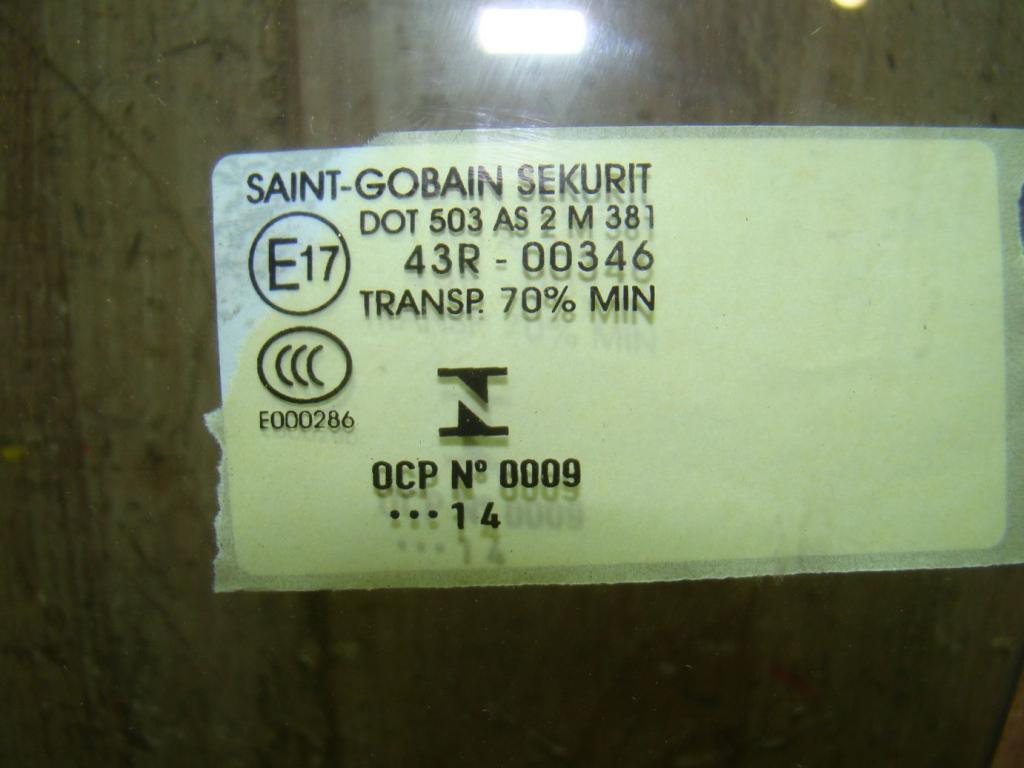 SAINT-GOBAIN SEKURIT
DOT 503 AS 2 M 381
E17
43R - 00346
TRANSP. 70% MIN
CCC
E000286
OCP Nº 0009
...14